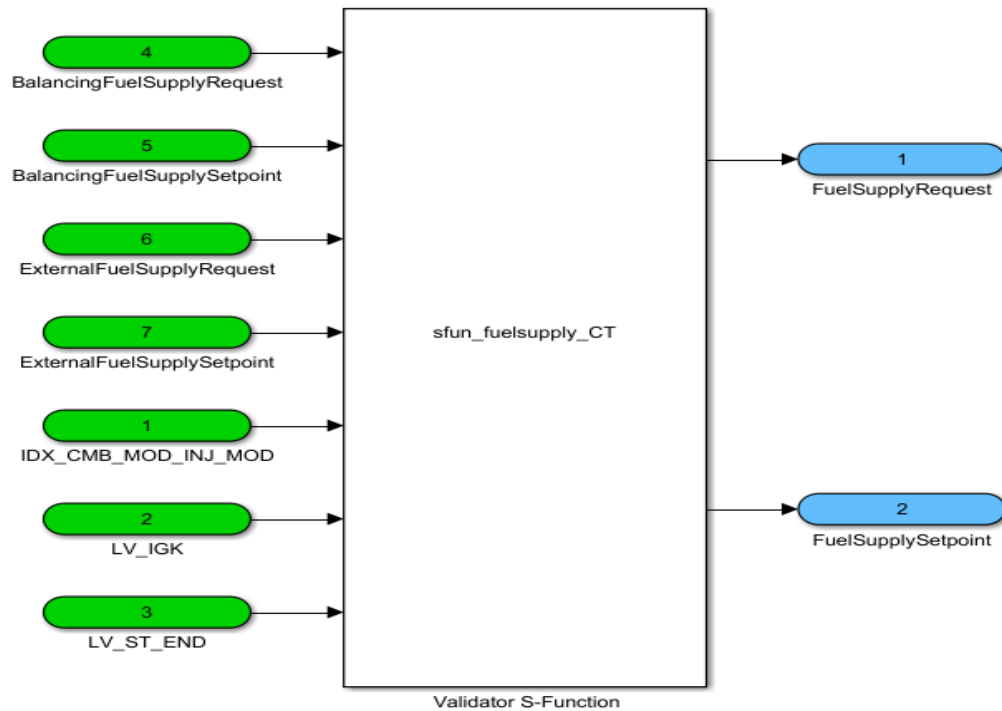 4
BalancingFuelSupplyRequest
5
BalancingFuelSupplySetpoint
6
ExternalFuelSupplyRequest
7
ExternalFuelSupplySetpoint
1
IDX_CMB_MOD_INJ_MOD
2
LV_IGK
3
LV_ST_END
sfun_fuelsupply_CT
Validator S-Function
1
FuelSupplyRequest
2
FuelSupplySetpoint